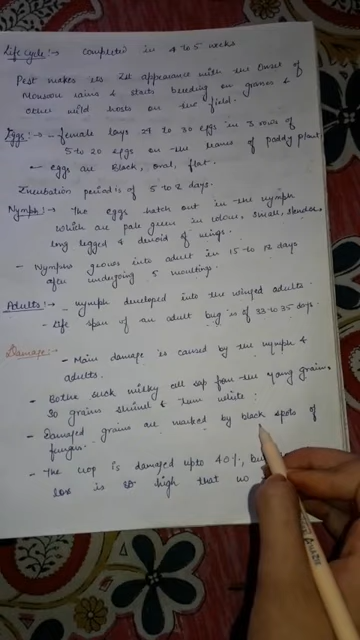 Life cycle :→ Completed in 4 to 5 weeks
Pest makes its 1st appearance with the onset of
Monsoon rains & starts breeding on grasses &
other wild hosts on the field.
Eggs :→ - female lays 24 to 30 eggs in 3 rows of
5 to 20 eggs on the leaves of paddy plant
- eggs are Black, oval, flat.
Incubation period is of 5 to 8 days.
Nymph :→ - The eggs hatch out in the nymph
which are pale green in colour, small, slender,
long legged & devoid of wings.
- Nymphs grows into adult in 15 to 12 days
after undergoing 5 moultings.
Adults :→ - nymph developed into the winged adults.
- Life span of an adult bug is of 33 to 35 days.
Damage :→ - Main damage is caused by the nymph &
adults.
- Bothe suck milky cell sap from the young grains.
So grains shrivel & turn white.
- Damaged grains are marked by black spots of
fungus.
- The crop is damaged upto 40%, bu
loss is so high that no